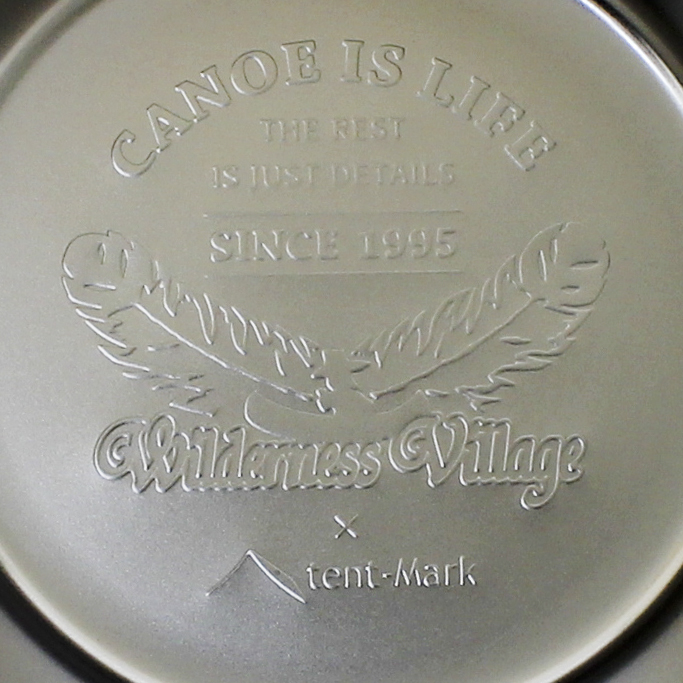 CANOE IS LIFE
THE REST
IS JUST DETAILS
SINCE 1995
Wilderness Village
×
tent-Mark